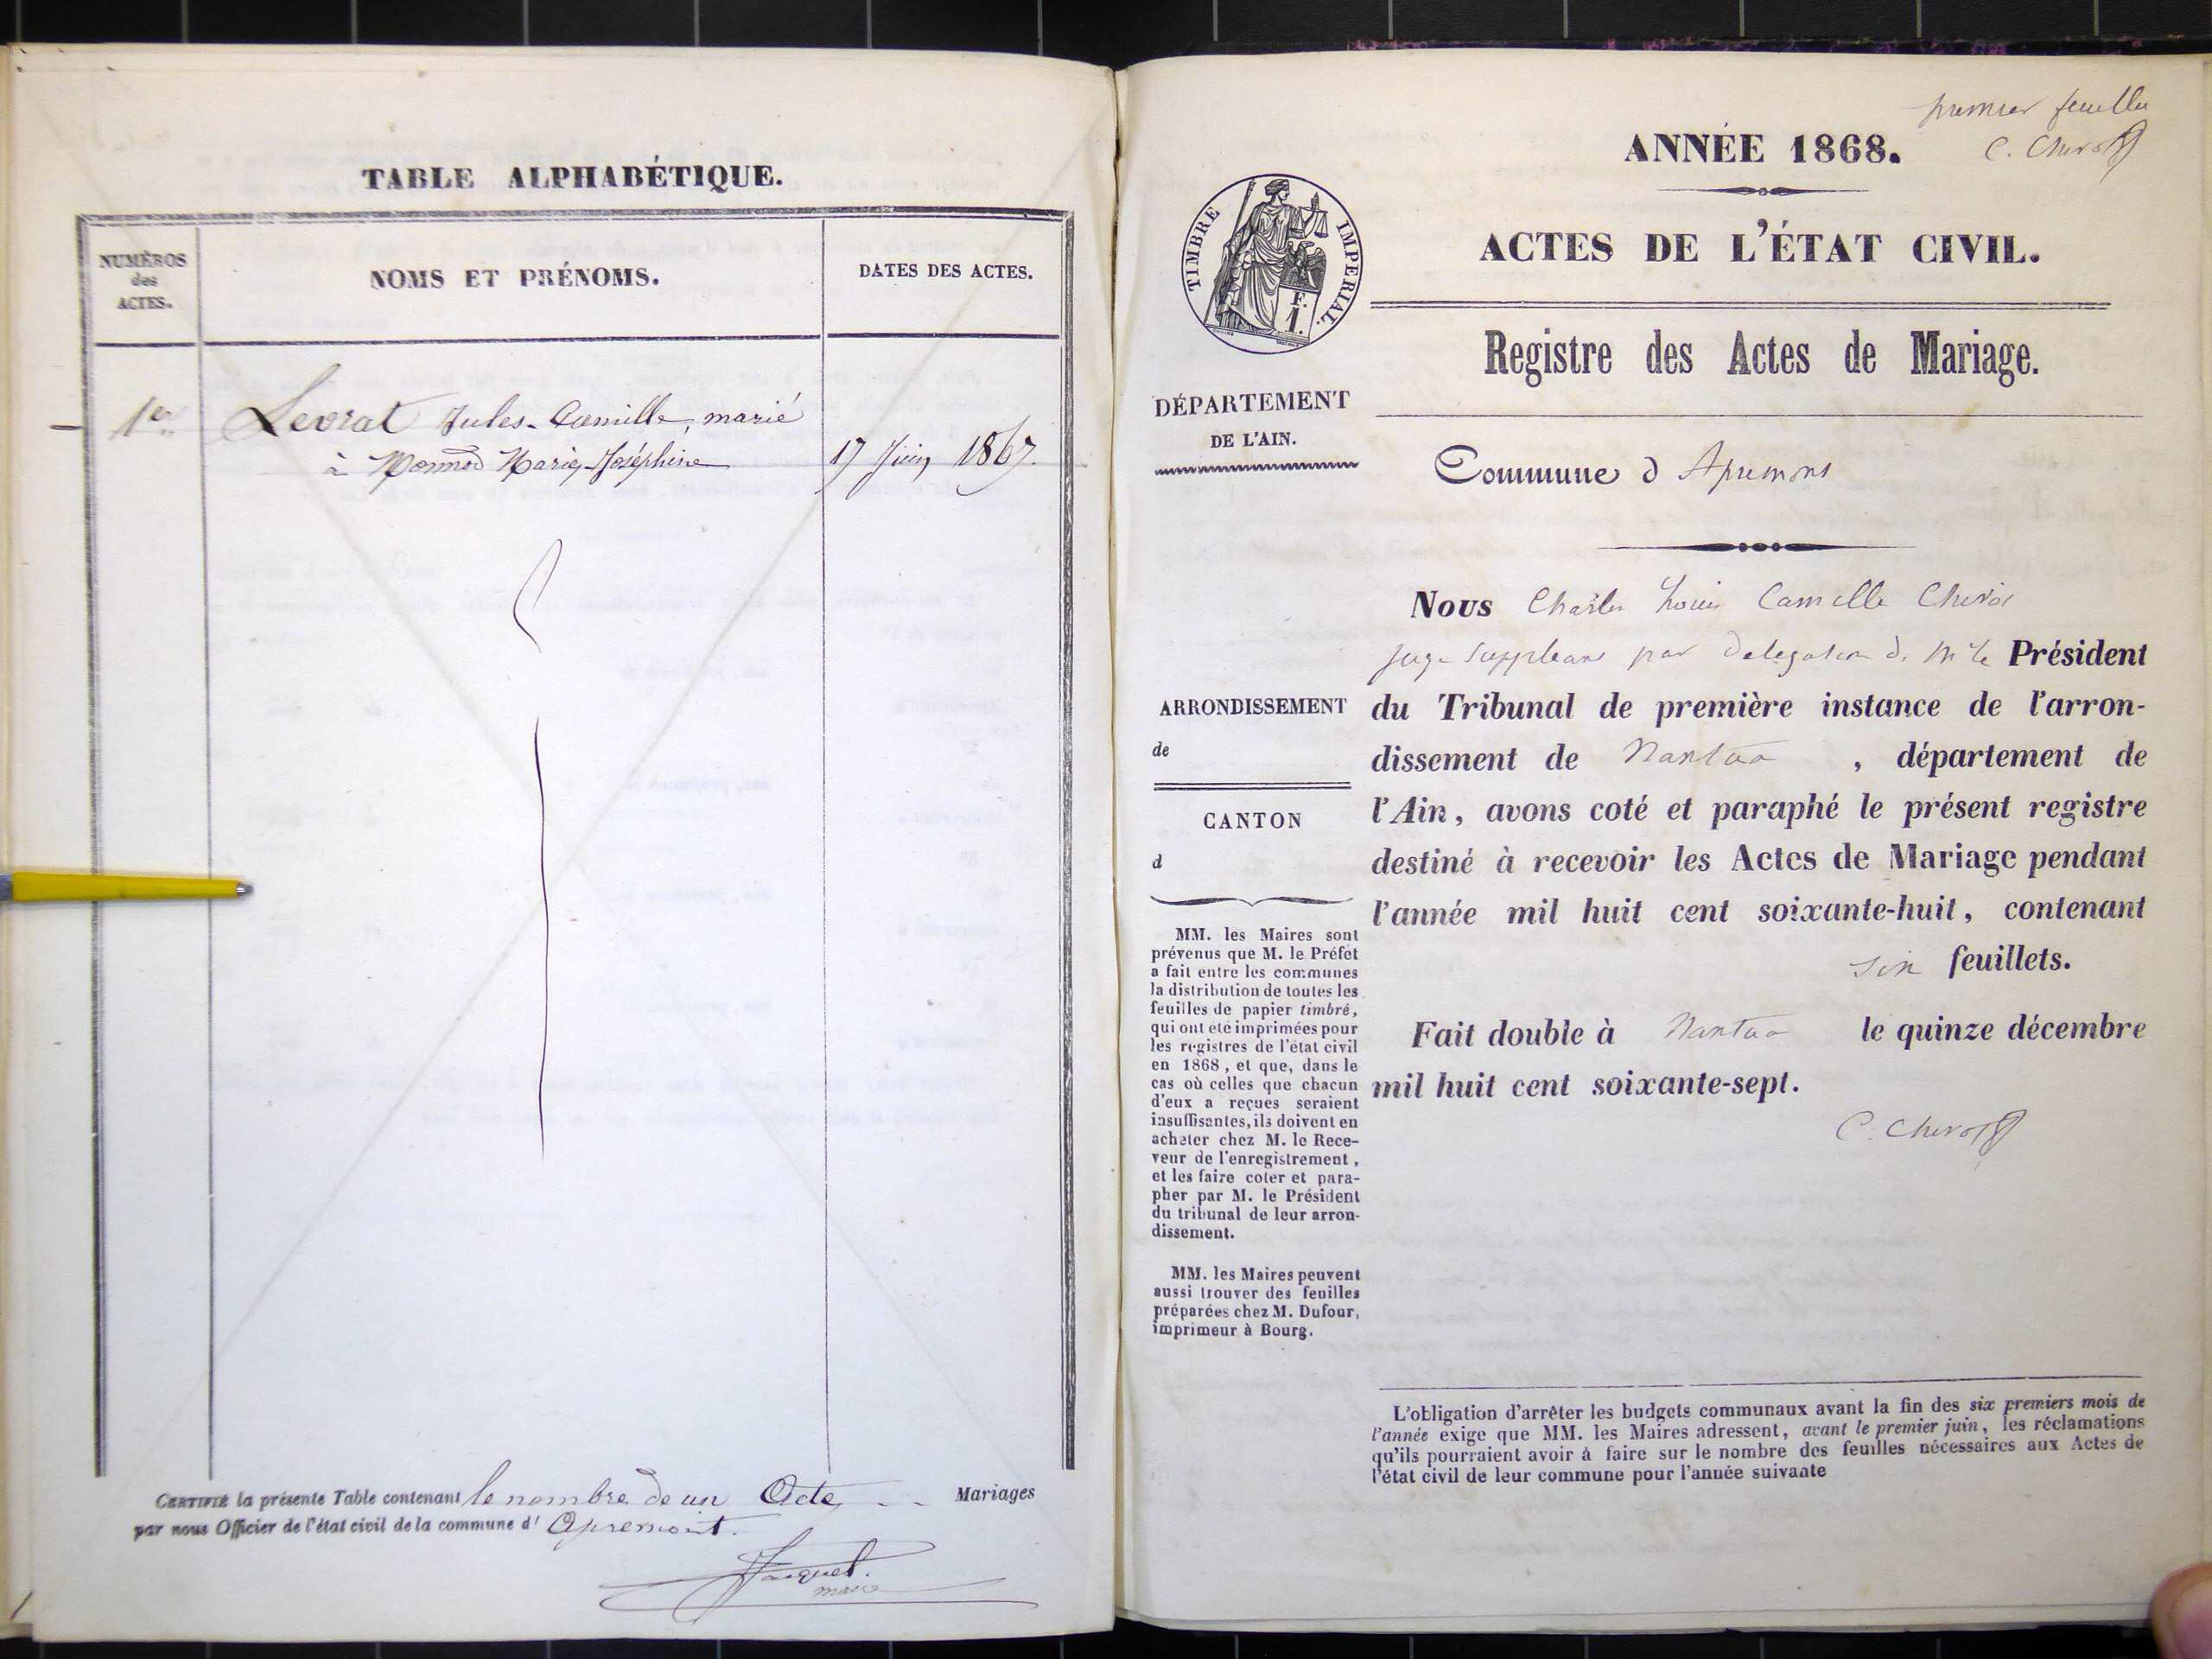 TABLE ALPHABÉTIQUE.
NUMÉROS
des
ACTES.
NOMS ET PRÉNOMS.
DATES DES ACTES.
1er
Levrat Jules-Camille, marié
à Monnod Marie-Joséphine
17 Juin 1867.
CERTIFIÉ la présente Table contenant le nombre de un Acte, Mariages
par nous Officier de l'état civil de la commune d' Apremont.
Jacquet.
maire
premier feuillet
ANNÉE 1868.
TIMBRE IMPERIAL.
F.
1.
ACTES DE L'ÉTAT CIVIL.
Registre des Actes de Mariage.
DÉPARTEMENT
DE L'AIN.
Commune d Apremont
ARRONDISSEMENT
de
CANTON
d
MM. les Maires sont
prévenus que M. le Préfet
a fait entre les communes
la distribution de toutes les
feuilles de papier timbré,
qui ont été imprimées pour
les registres de l'état civil
en 1868, et que, dans le
cas où celles que chacun
d'eux a reçues seraient
insuffisantes, ils doivent en
acheter chez M. le Rece-
veur de l'enregistrement,
et les faire coter et para-
pher par M. le Président
du tribunal de leur arron-
dissement.
MM. les Maires peuvent
aussi trouver des feuilles
préparées chez M. Dufour,
imprimeur à Bourg.
Nous Charles Louis Camille
juge suppleant par delegation de Mr le Président
du Tribunal de première instance de l'arron-
dissement de Nantua, département de
l'Ain, avons coté et paraphé le présent registre
destiné à recevoir les Actes de Mariage pendant
l'année mil huit cent soixante-huit, contenant
six feuillets.
Fait double à Nantua le quinze décembre
mil huit cent soixante-sept.
L'obligation d'arrêter les budgets communaux avant la fin des six premiers mois de
l'année exige que MM. les Maires adressent, avant le premier juin, les réclamations
qu'ils pourraient avoir à faire sur le nombre des feuilles nécessaires aux Actes de
l'état civil de leur commune pour l'année suivante